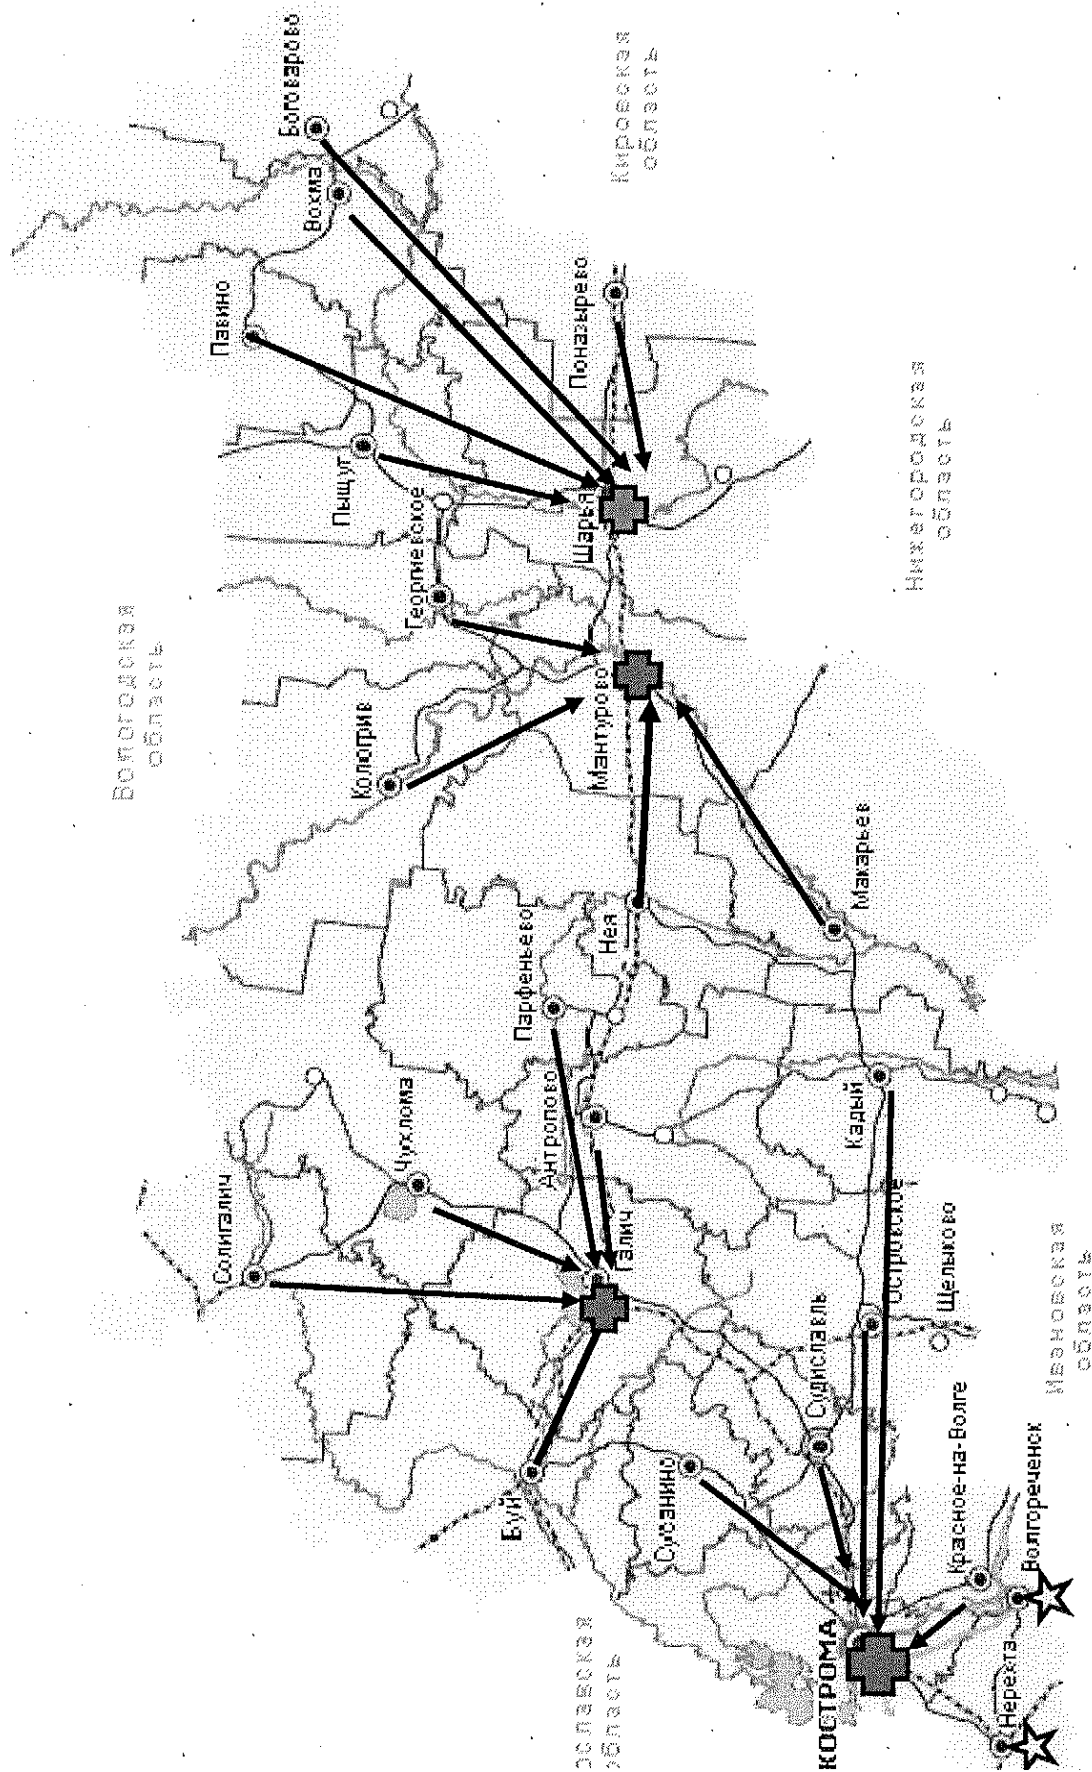 Вологодская
область
Солигалич
Павино
Боговарово
Вохма
Пыщуг
Кологрив
Чухлома
Георгиевское
Буй
Парфеньево
Антропово
Поназырево
ославская
область
Шарья
Мантурово
Нея
Кировская
область
Галич
Сусанино
Судиславль
КОСТРОМА
Кадый
Макарьев
Островское
Нижегородская
область
Щелыково
Красное-на-Волге
Нерехта
Волгореченск
Ивановская
область